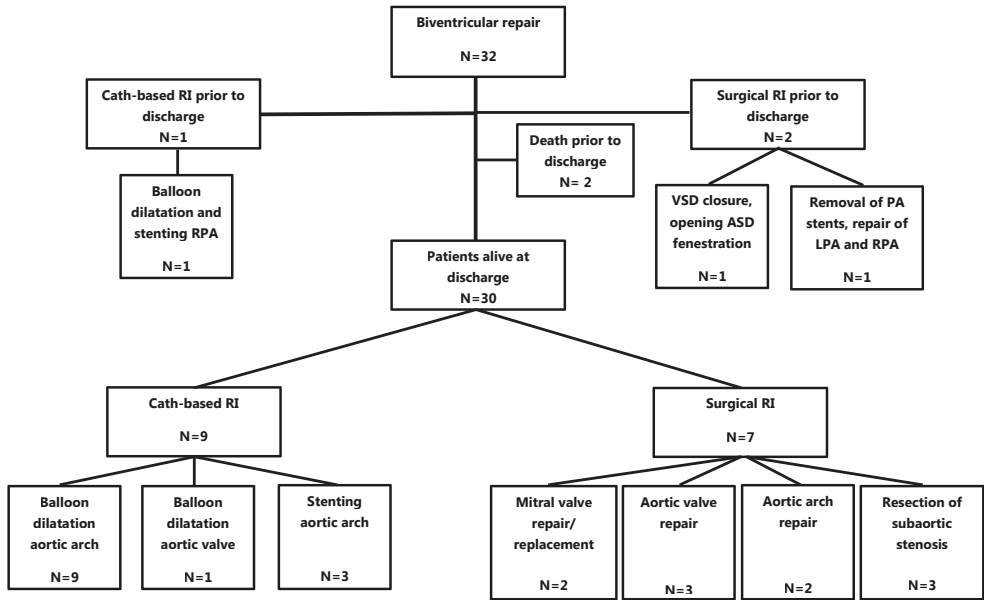 Biventricular repair
N=32
Cath-based RI prior to
discharge
N=1
Surgical RI prior to
discharge
N=2
Death prior to
discharge
N= 2
Balloon
dilatation and
stenting RPA
N=1
VSD closure,
opening ASD
fenestration
N=1
Removal of PA
stents, repair of
LPA and RPA
N=1
Patients alive at
discharge
N=30
Cath-based RI
N=9
Surgical RI
N=7
Balloon
dilatation
aortic arch
N=9
Balloon
dilatation
aortic valve
N=1
Stenting
aortic arch
N=3
Mitral valve
repair/
replacement
N=2
Aortic valve
repair
N=3
Aortic arch
repair
N=2
Resection of
subaortic
stenosis
N=3